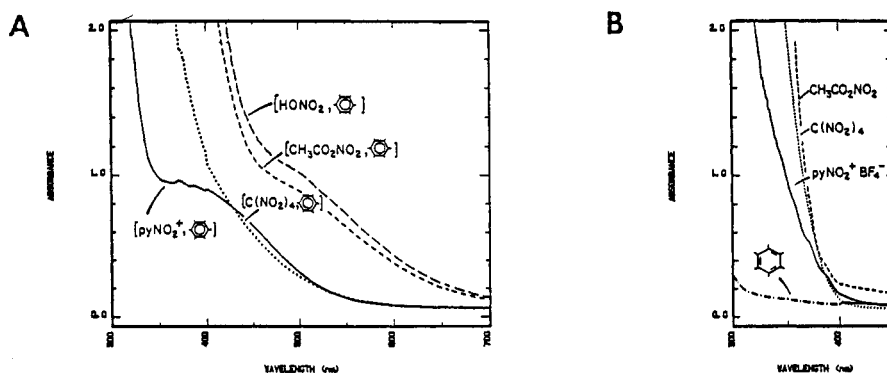 A
2.0
1.0
0.0
ABSORBANCE
300
400
500
600
700
WAVELENGTH (nm)
[HONO2, ]
[CH3CO2NO2, ]
[C(NO2)4, ]
[pyNO2+, ]
B
2.0
1.0
0.0
ABSORBANCE
300
400
WAVELENGTH (nm)
CH3CO2NO2
C(NO2)4
pyNO2+ BF4-